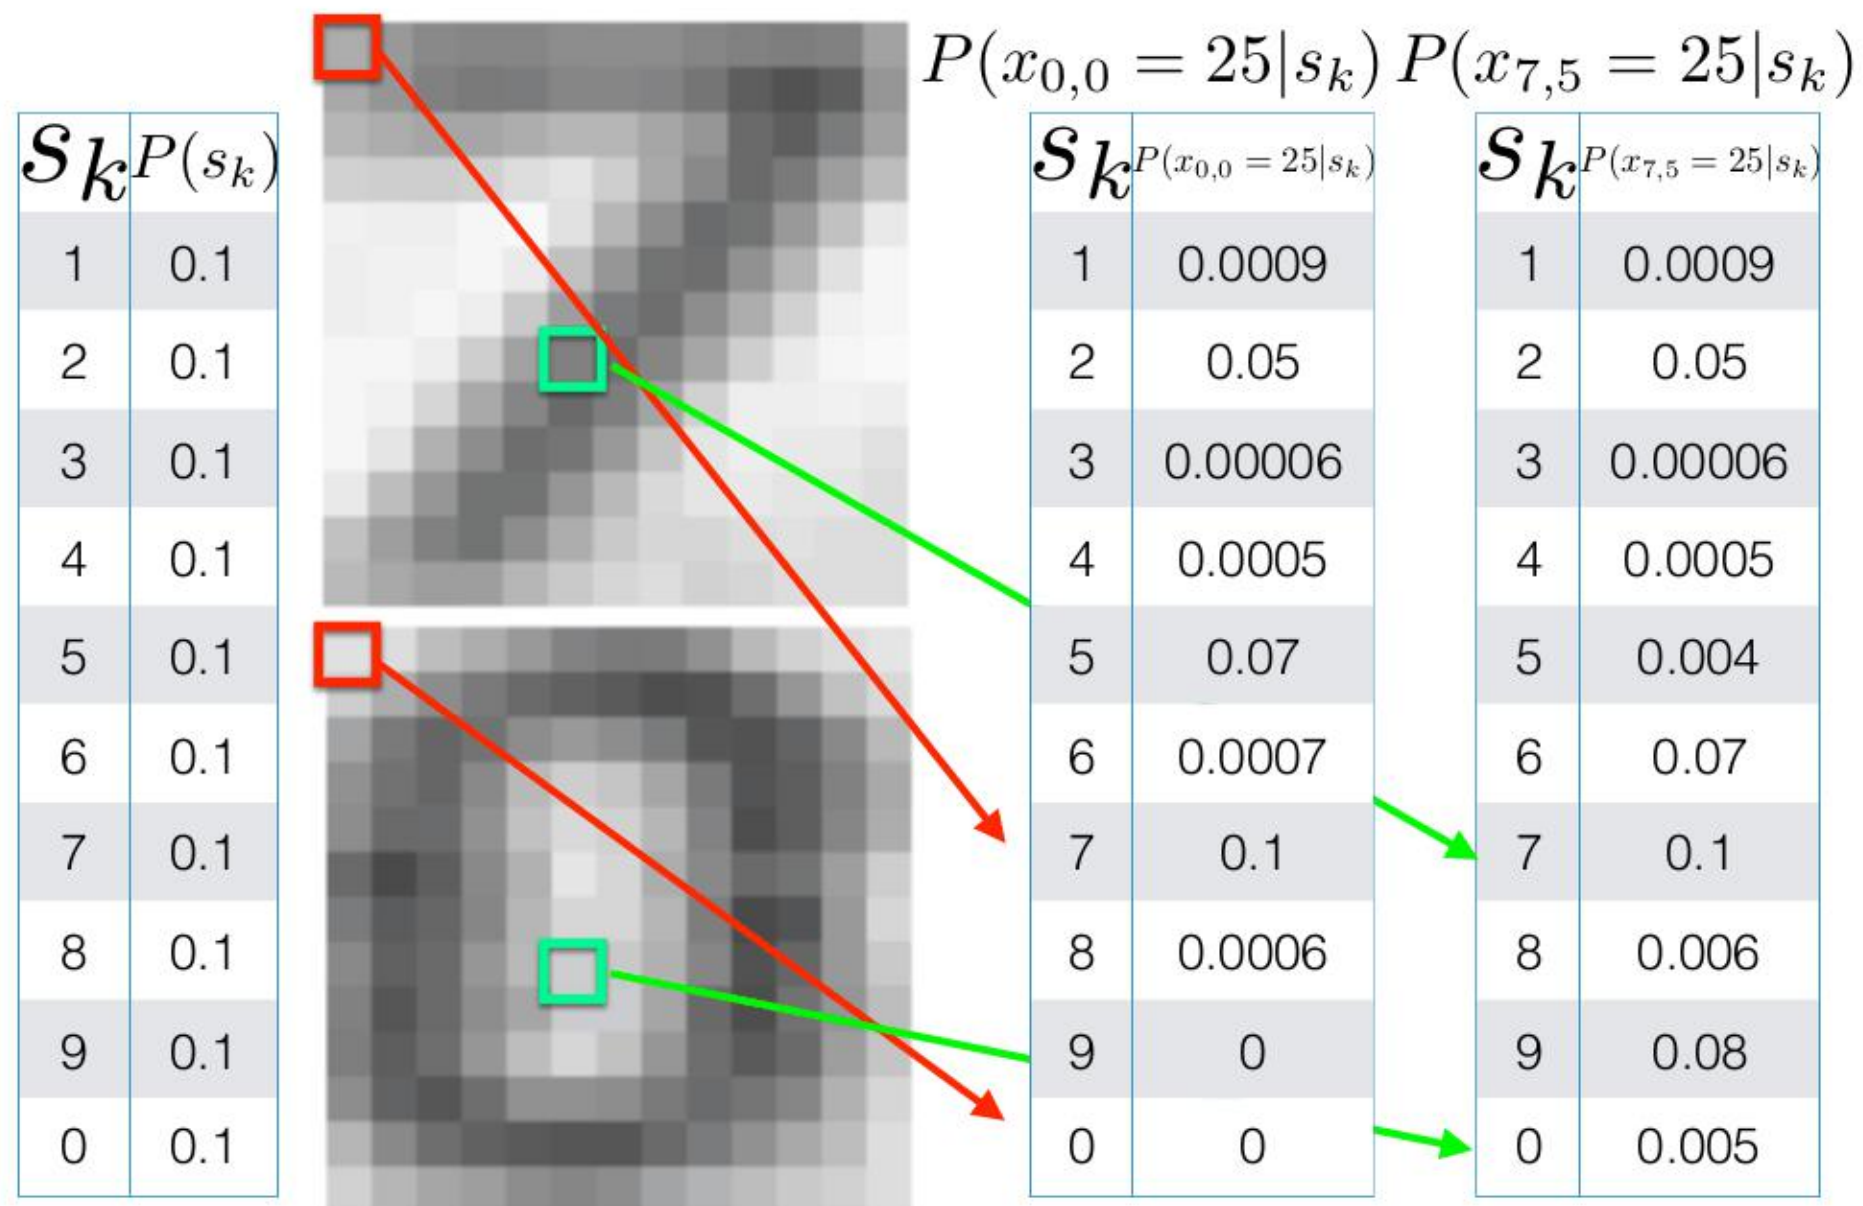 P(x₀,₀ = 25|sₖ) P(x₇,₅ = 25|sₖ)
sₖ P(sₖ) sₖ P(x₀,₀ = 25|sₖ) sₖ P(x₇,₅ = 25|sₖ)
1 0.1 1 0.0009 1 0.0009
2 0.1 2 0.05 2 0.05
3 0.1 3 0.00006 3 0.00006
4 0.1 4 0.0005 4 0.0005
5 0.1 5 0.07 5 0.004
6 0.1 6 0.0007 6 0.07
7 0.1 7 0.1 7 0.1
8 0.1 8 0.0006 8 0.006
9 0.1 9 0 9 0.08
0 0.1 0 0 0 0.005